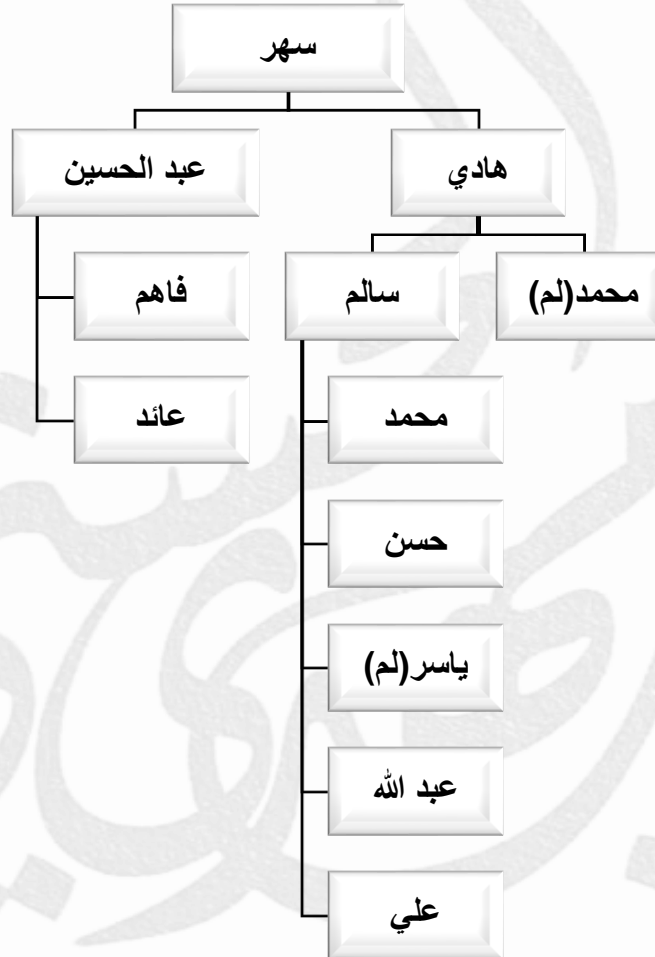 سهر
هادي
عبد الحسين
محمد(لم)
سالم
فاهم
محمد
عائد
حسن
ياسر(لم)
عبد الله
علي